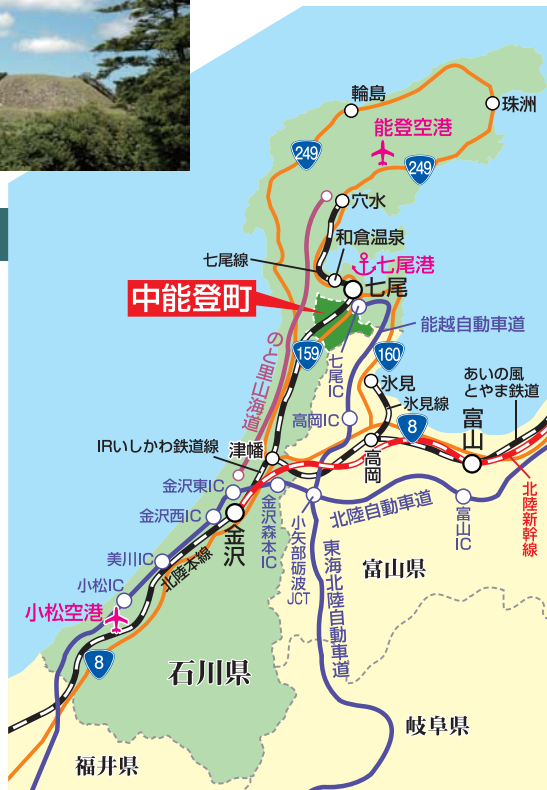 輪島
珠洲
能登空港
249
249
穴水
和倉温泉
七尾線
七尾港
七尾
中能登町
能越自動車道
のと里山海道
159
七尾IC
160
氷見
あいの風
とやま鉄道
氷見線
高岡IC
8
富山
IRいしかわ鉄道線
津幡
高岡
金沢東IC
北陸新幹線
金沢西IC
金沢
金沢森本IC
小矢部砺波JCT
北陸自動車道
富山IC
美川IC
北陸本線
東海北陸自動車道
富山県
小松IC
小松空港
8
石川県
岐阜県
福井県